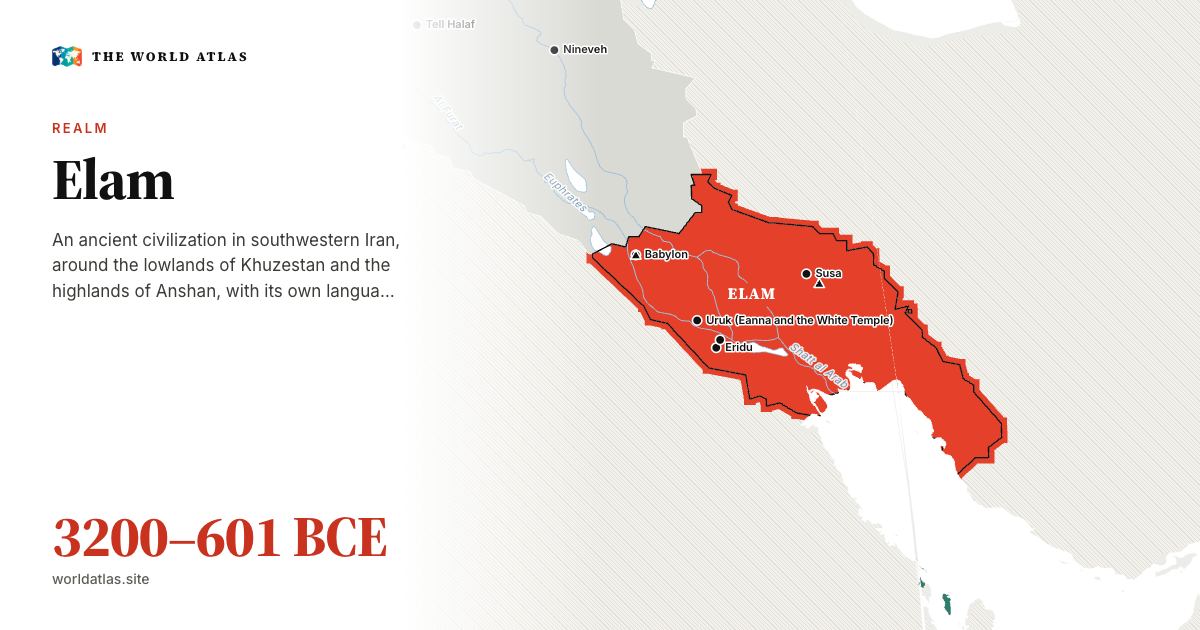 THE WORLD ATLAS
REALM
Elam
An ancient civilization in southwestern Iran,
around the lowlands of Khuzestan and the
highlands of Anshan, with its own langua...
3200–601 BCE
worldatlas.site
Tell Halaf
Nineveh
Al Furat
Euphrates
Babylon
Susa
ELAM
Uruk (Eanna and the White Temple)
Eridu
Shatt al Arab